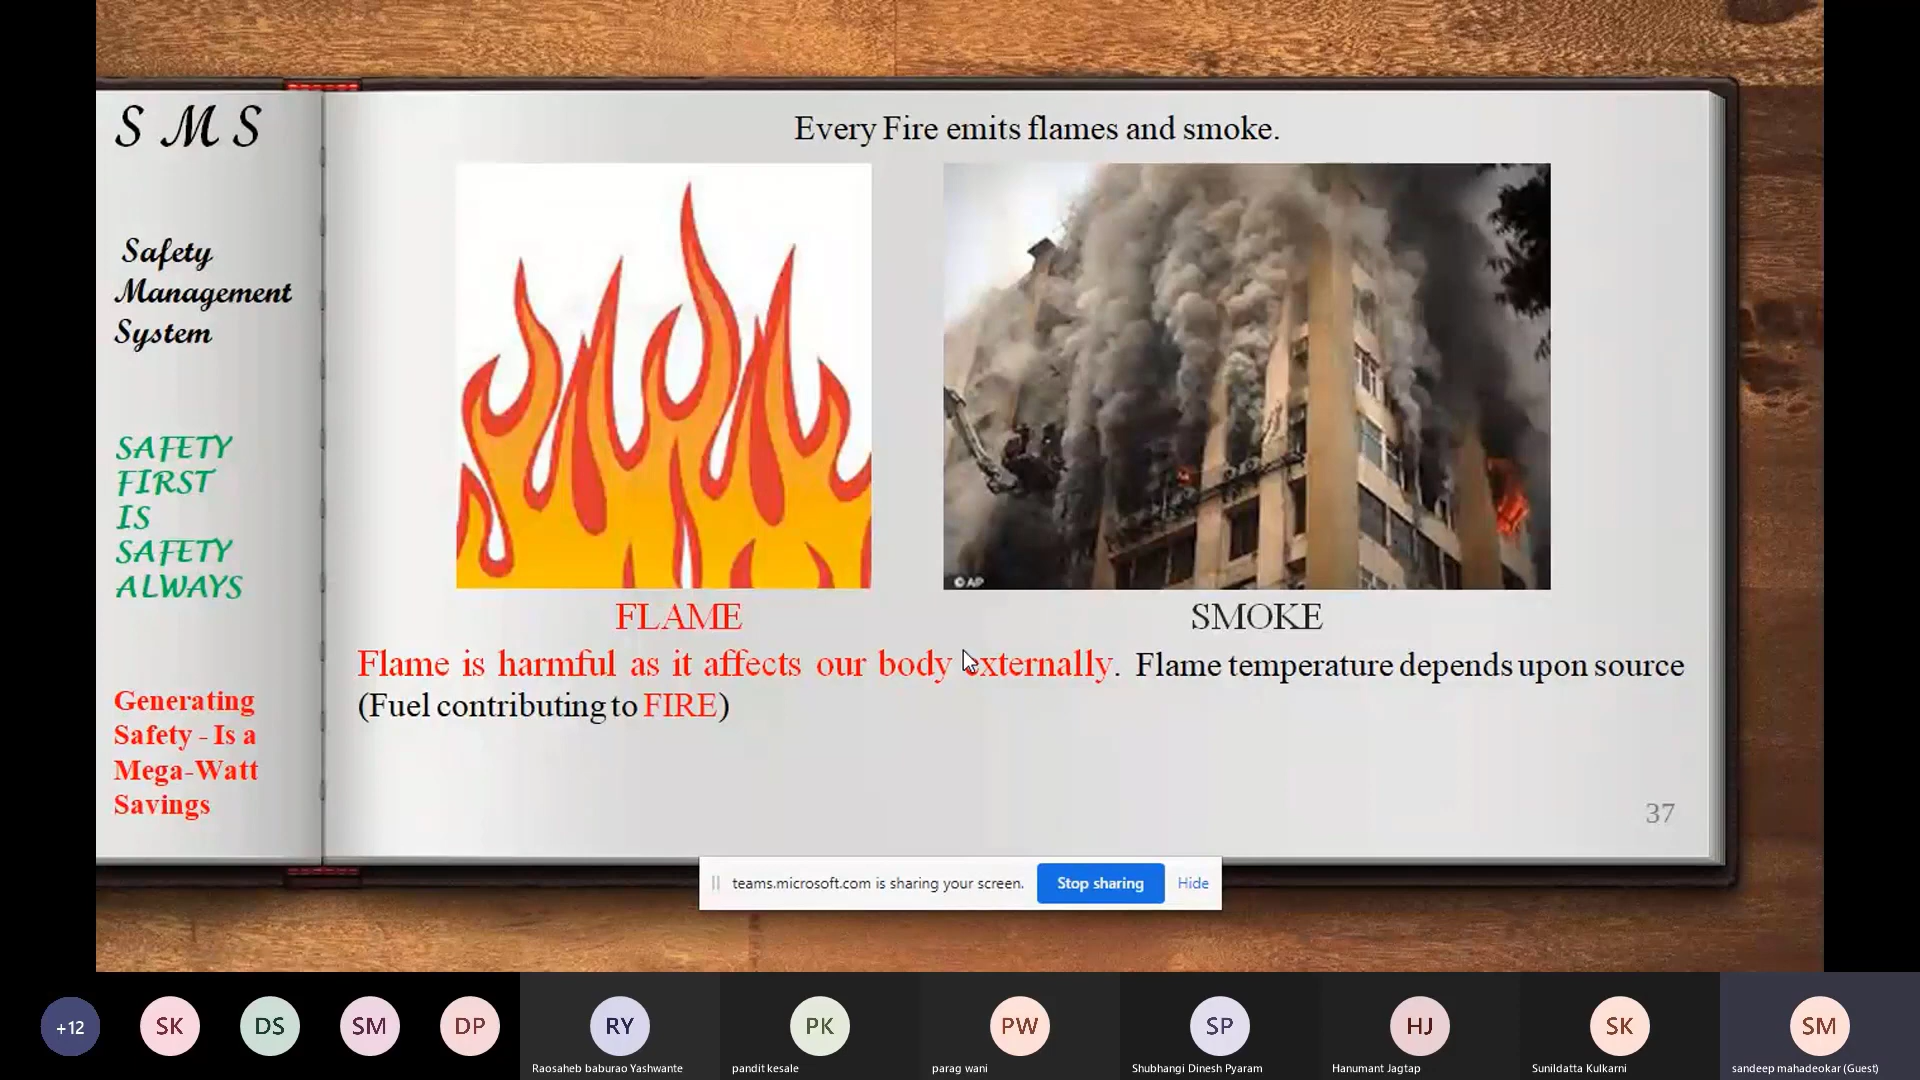 S M S
Safety
Management
System
SAFETY
FIRST
IS
SAFETY
ALWAYS
Generating
Safety - Is a
Mega-Watt
Savings
Every Fire emits flames and smoke.
© AP
FLAME
SMOKE
Flame is harmful as it affects our body externally. Flame temperature depends upon source
(Fuel contributing to FIRE)
37
teams.microsoft.com is sharing your screen.
Stop sharing
Hide
+12
SK
DS
SM
DP
RY
Raosaheb baburao Yashwante
PK
pandit kesale
PW
parag wani
SP
Shubhangi Dinesh Pyaram
HJ
Hanumant Jagtap
SK
Sunildatta Kulkarni
SM
sandeep mahadeokar (Guest)